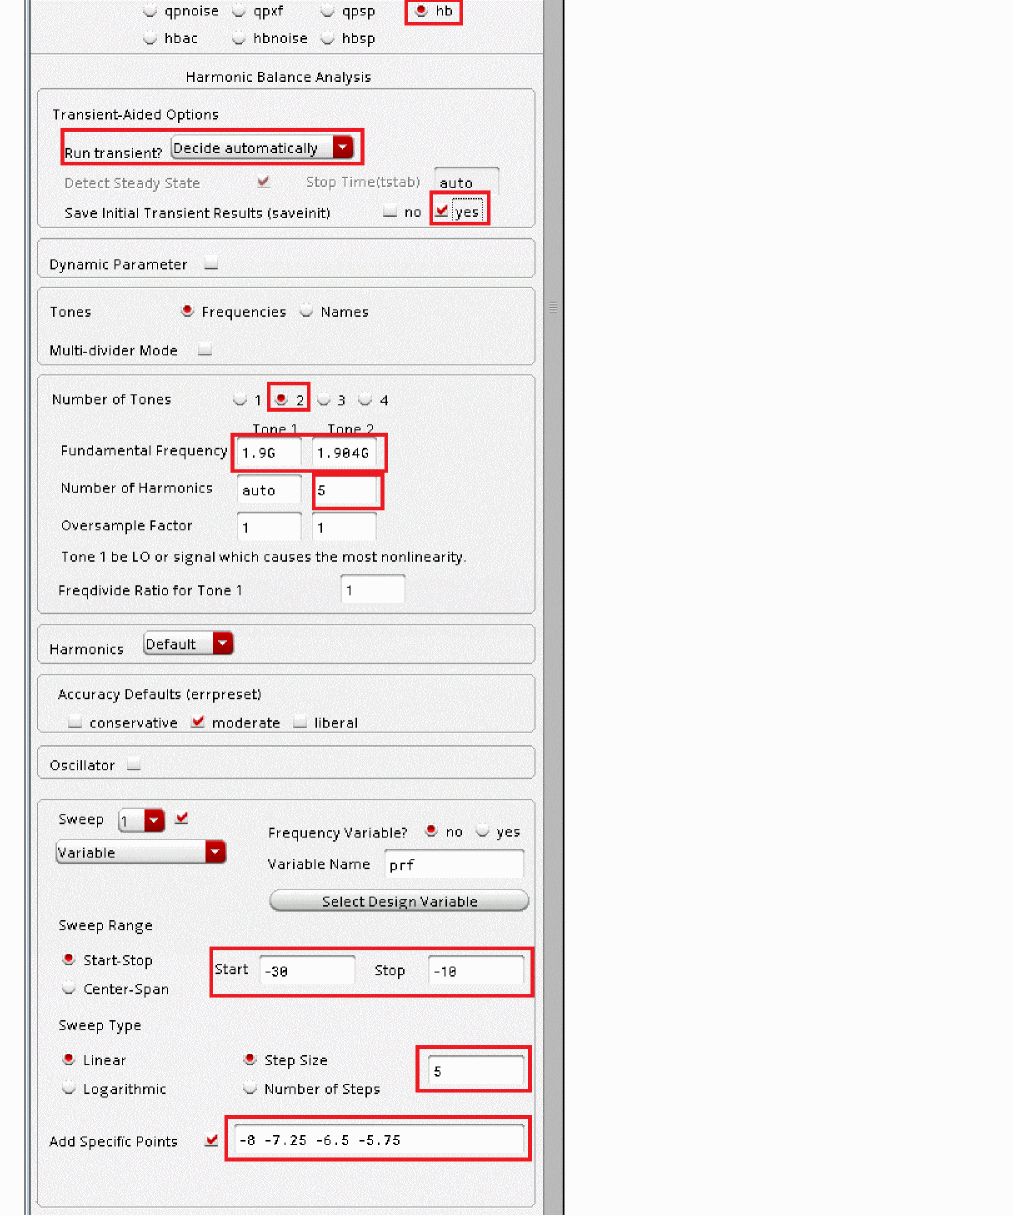 qpnoise qpxf qpsp hb
hbac hbnoise hbsp
Harmonic Balance Analysis
Transient-Aided Options
Run transient? Decide automatically
Detect Steady State Stop Time(tstab) auto
Save Initial Transient Results (saveinit) no yes
Dynamic Parameter
Tones Frequencies Names
Multi-divider Mode
Number of Tones 1 2 3 4
Tone 1 Tone 2
Fundamental Frequency 1.9G 1.904G
Number of Harmonics auto 5
Oversample Factor 1 1
Tone 1 be LO or signal which causes the most nonlinearity.
Freqdivide Ratio for Tone 1 1
Harmonics Default
Accuracy Defaults (errpreset)
conservative moderate liberal
Oscillator
Sweep 1
Frequency Variable? no yes
Variable
Variable Name prf
Select Design Variable
Sweep Range
Start-Stop Start -30 Stop -10
Center-Span
Sweep Type
Linear Step Size 5
Logarithmic Number of Steps
Add Specific Points -8 -7.25 -6.5 -5.75